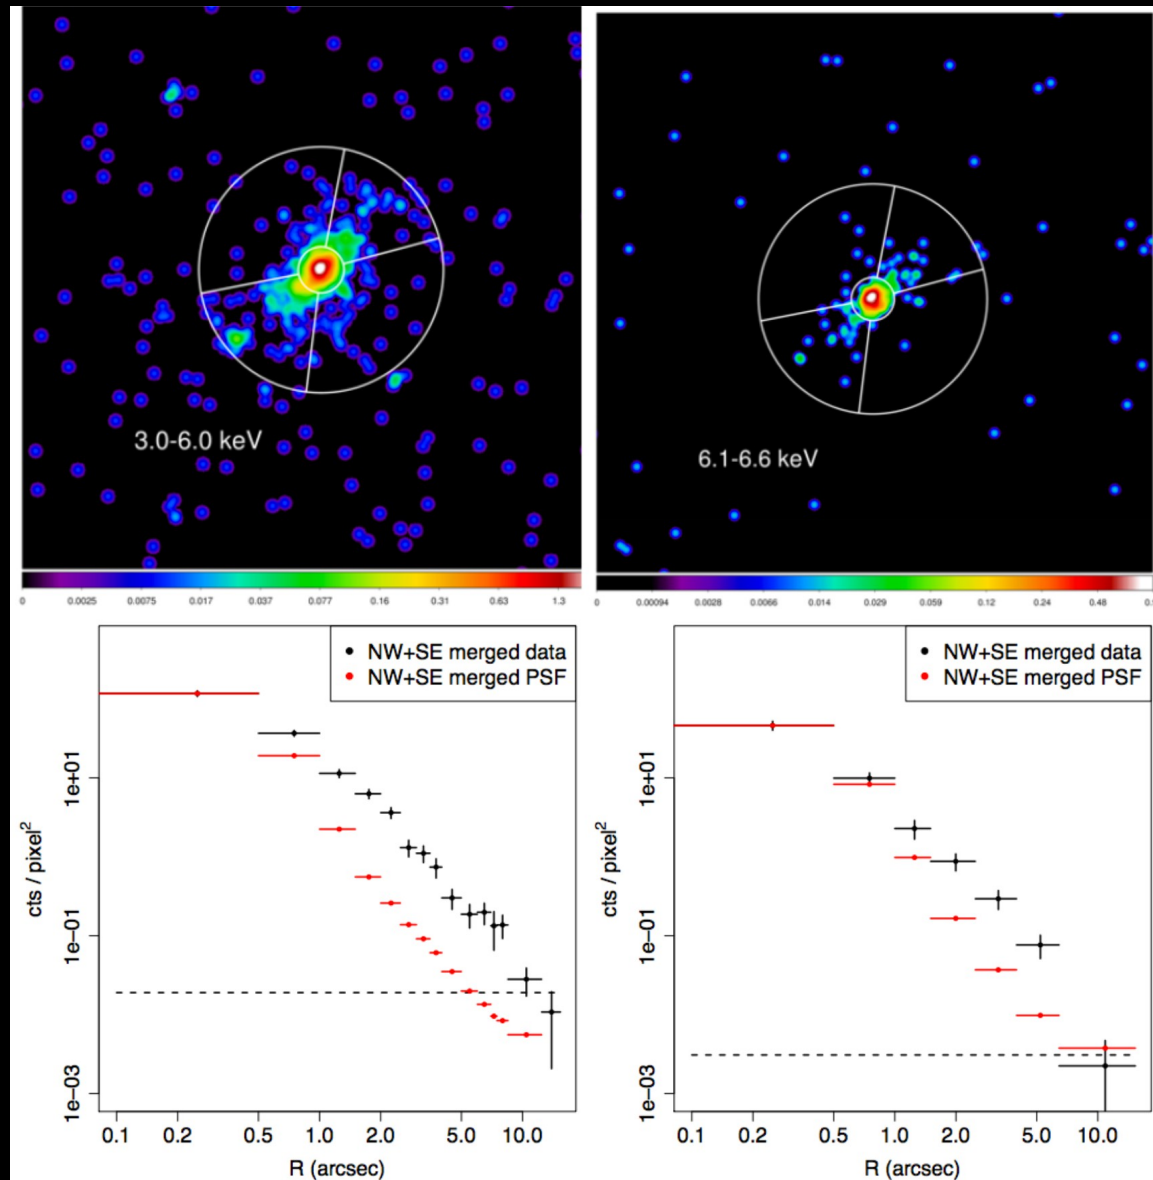 3.0-6.0 keV
6.1-6.6 keV
0 0.0025 0.0075 0.017 0.037 0.077 0.16 0.31 0.63 1.3
0 0.00094 0.0028 0.0066 0.014 0.029 0.059 0.12 0.24 0.48
NW+SE merged data
NW+SE merged PSF
cts / pixel²
1e+01
1e-01
1e-03
0.1 0.2 0.5 1.0 2.0 5.0 10.0
R (arcsec)
NW+SE merged data
NW+SE merged PSF
cts / pixel²
1e+01
1e-01
1e-03
0.1 0.2 0.5 1.0 2.0 5.0 10.0
R (arcsec)